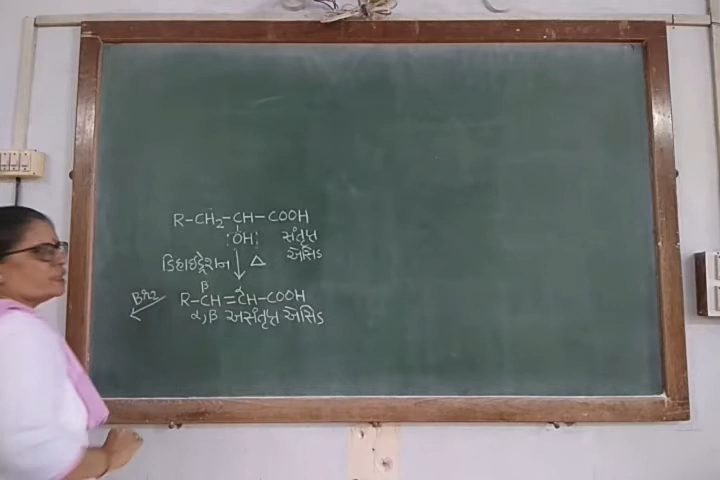 R-CH₂-CH-COOH
:OH: સંતૃપ્ત
એસિડ
ડિહાઇડ્રેશન ↓ △
β α
Br₂ R-CH=CH-COOH
α,β અસંતૃપ્ત એસિડ